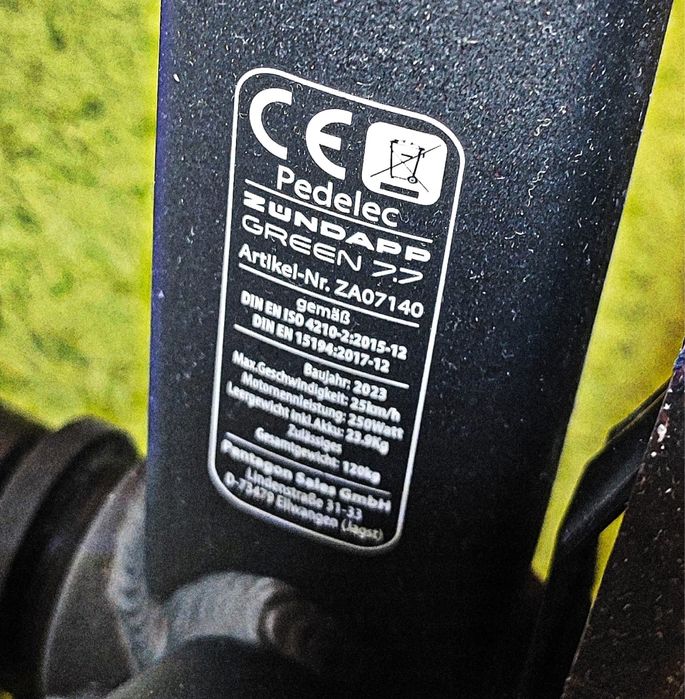 CE
Pedelec
ZÜNDAPP
GREEN 7.7
Artikel-Nr. ZA07140
gemäß
DIN EN ISO 4210-2:2015-12
DIN EN 15194:2017-12
Baujahr: 2023
Max.Geschwindigkeit: 25km/h
Motornennleistung: 250Watt
Leergewicht inkl Akku: 23.9Kg
Zulässiges
Gesamtgewicht: 120kg
Pentagon Sales GmbH
Lindenstraße 31-33
D-73479 Ellwangen (Jagst)